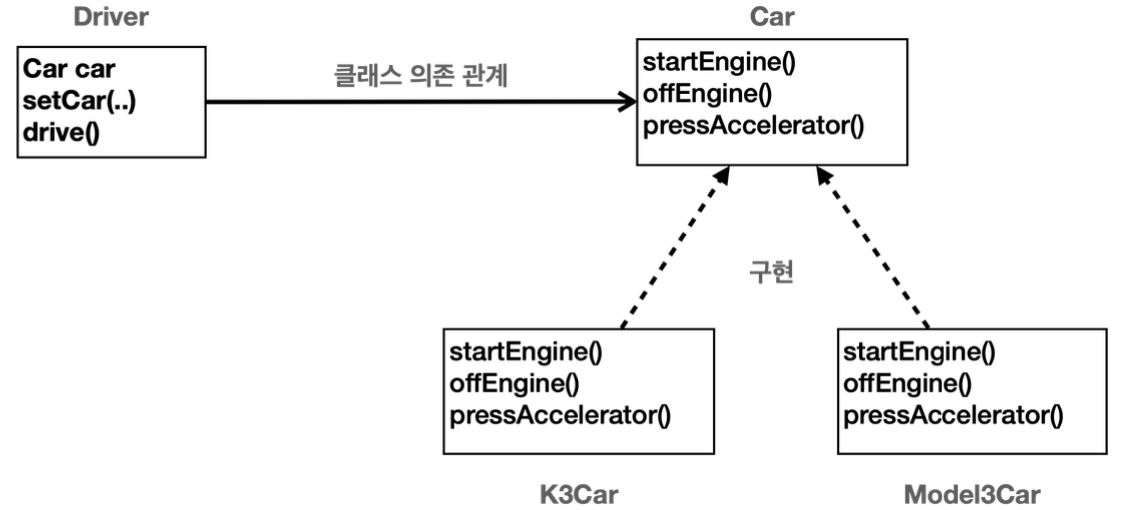 Driver
Car
Car car
setCar(..)
drive()
클래스 의존 관계
startEngine()
offEngine()
pressAccelerator()
구현
startEngine()
offEngine()
pressAccelerator()
startEngine()
offEngine()
pressAccelerator()
K3Car
Model3Car